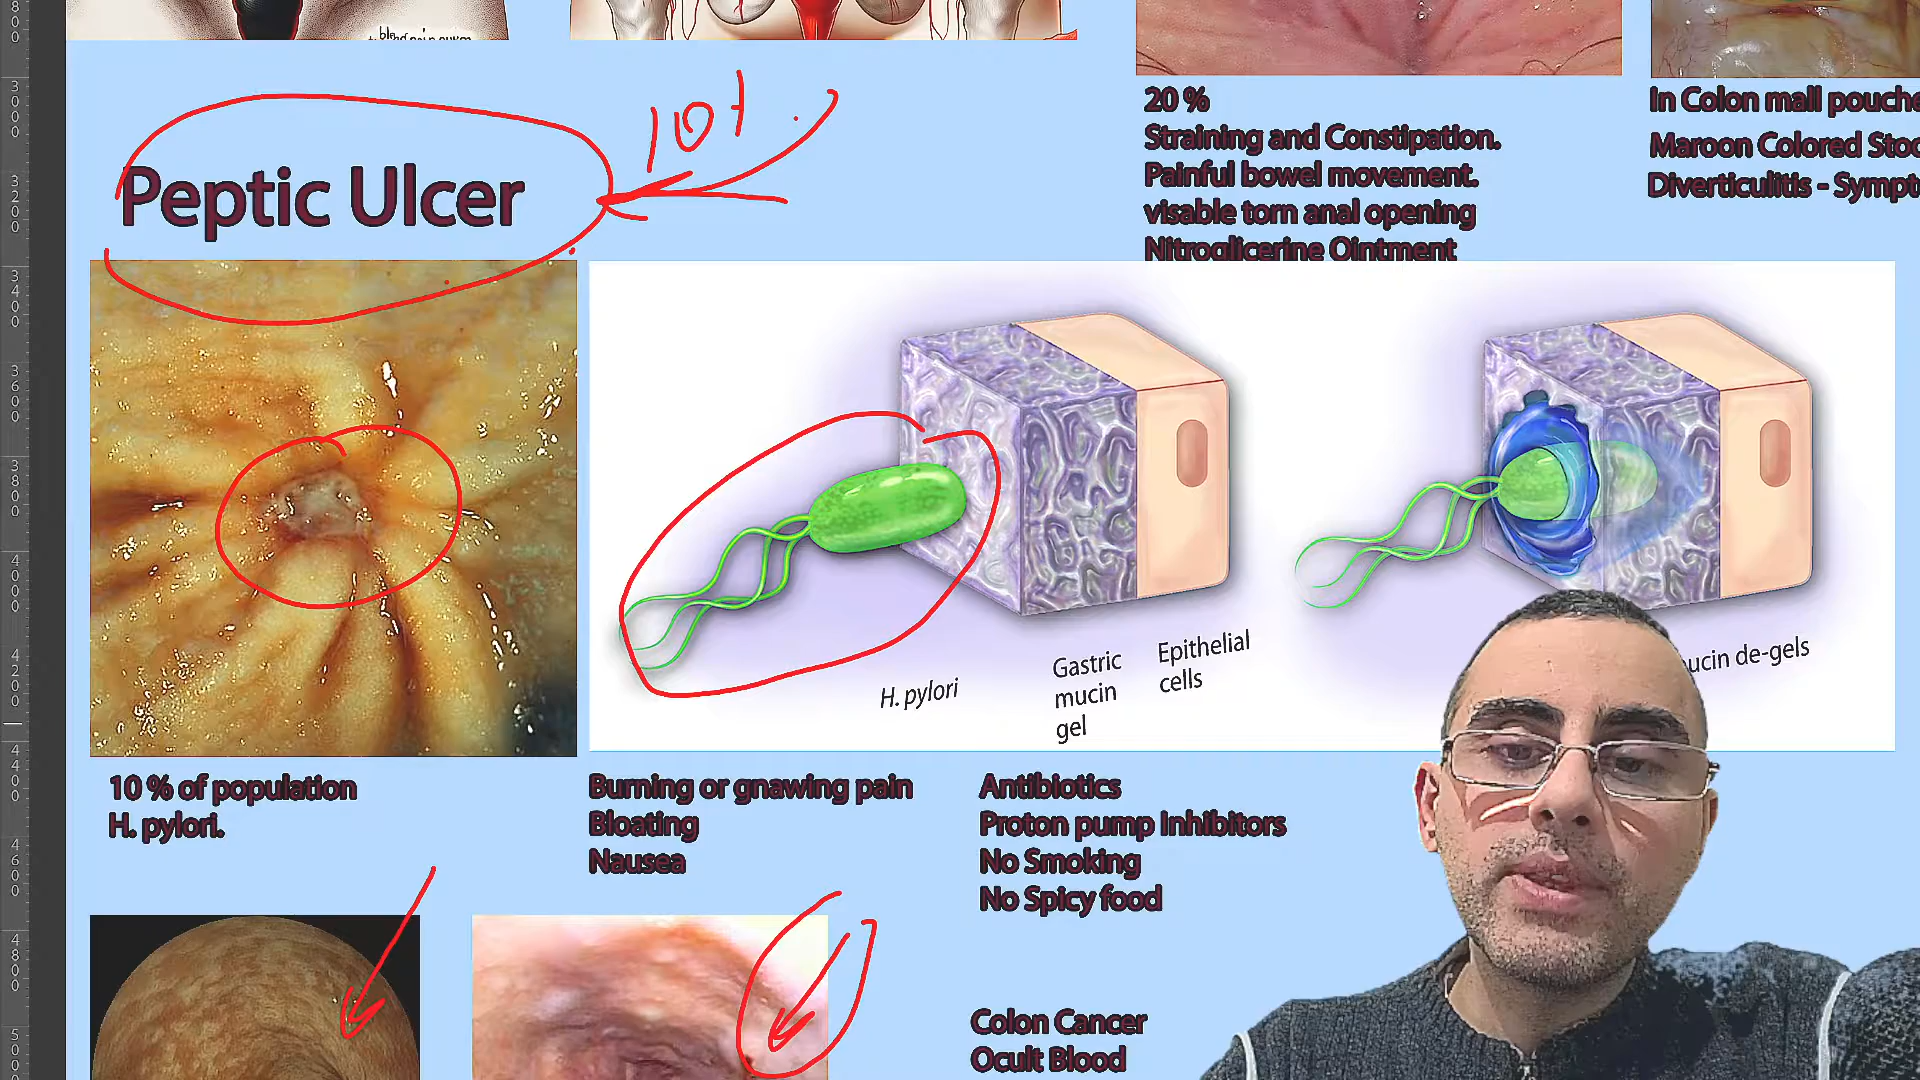 20 %
Straining and Constipation.
Painful bowel movement.
visable torn anal opening
Nitroglicerine Ointment
In Colon mall pouche
Maroon Colored Stoo
Diverticulitis - Sympt
10
Peptic Ulcer
H. pylori
Gastric
mucin
gel
Epithelial
cells
ucin de-gels
10 % of population
H. pylori.
Burning or gnawing pain
Bloating
Nausea
Antibiotics
Proton pump Inhibitors
No Smoking
No Spicy food
Colon Cancer
Ocult Blood